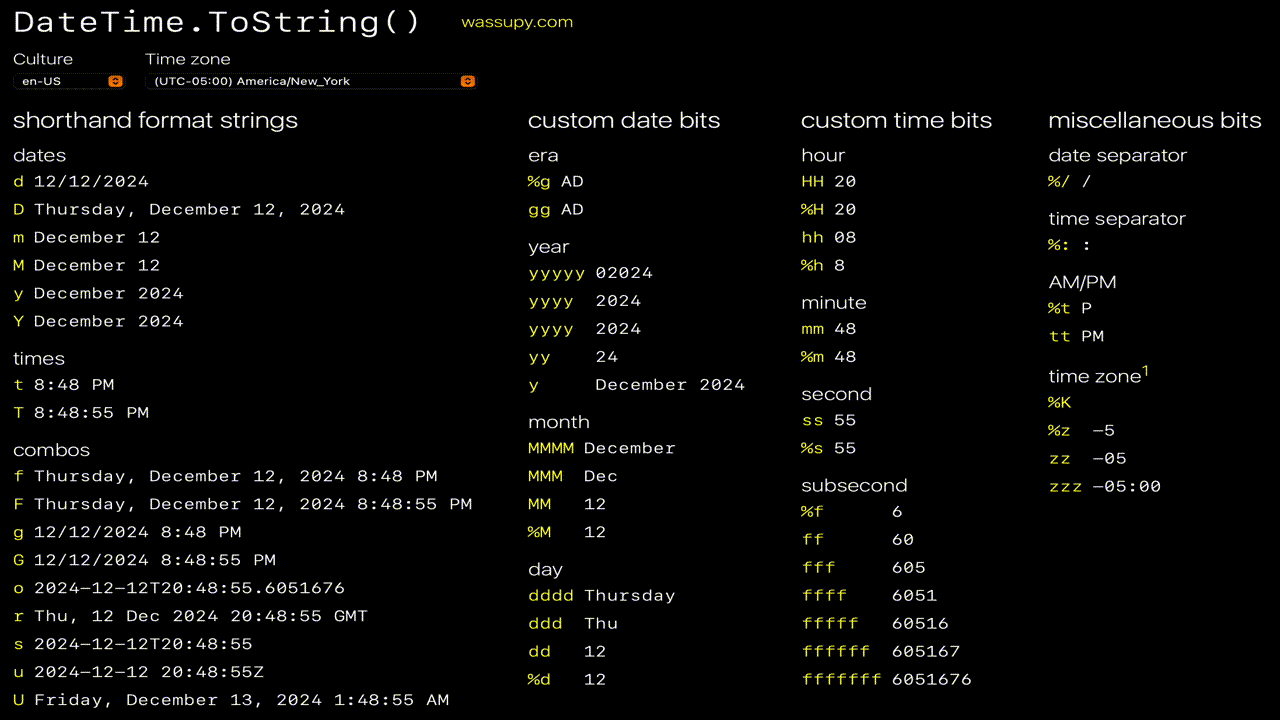 DateTime.ToString()
wassupy.com
Culture
Time zone
en-US
(UTC-05:00) America/New_York
shorthand format strings
dates
d 12/12/2024
D Thursday, December 12, 2024
m December 12
M December 12
y December 2024
Y December 2024
times
t 8:48 PM
T 8:48:55 PM
combos
f Thursday, December 12, 2024 8:48 PM
F Thursday, December 12, 2024 8:48:55 PM
g 12/12/2024 8:48 PM
G 12/12/2024 8:48:55 PM
o 2024-12-12T20:48:55.6051676
r Thu, 12 Dec 2024 20:48:55 GMT
s 2024-12-12T20:48:55
u 2024-12-12 20:48:55Z
U Friday, December 13, 2024 1:48:55 AM
custom date bits
era
%g AD
gg AD
year
yyyyy 02024
yyyy 2024
yyyy 2024
yy 24
y December 2024
month
MMMM December
MMM Dec
MM 12
%M 12
day
dddd Thursday
ddd Thu
dd 12
%d 12
custom time bits
hour
HH 20
%H 20
hh 08
%h 8
minute
mm 48
%m 48
second
ss 55
%s 55
subsecond
%f 6
ff 60
fff 605
ffff 6051
fffff 60516
ffffff 605167
fffffff 6051676
miscellaneous bits
date separator
%/ /
time separator
%: :
AM/PM
%t P
tt PM
time zone¹
%K
%z -5
zz -05
zzz -05:00